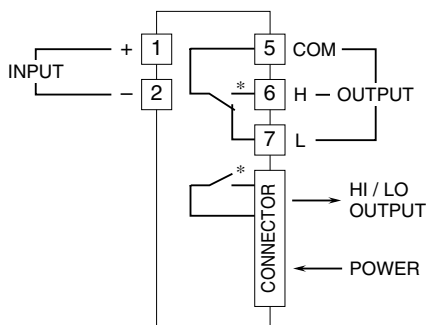 + 1
INPUT
– 2
5 COM
* 6 H OUTPUT
7 L
*
CONNECTOR
HI / LO
OUTPUT
POWER